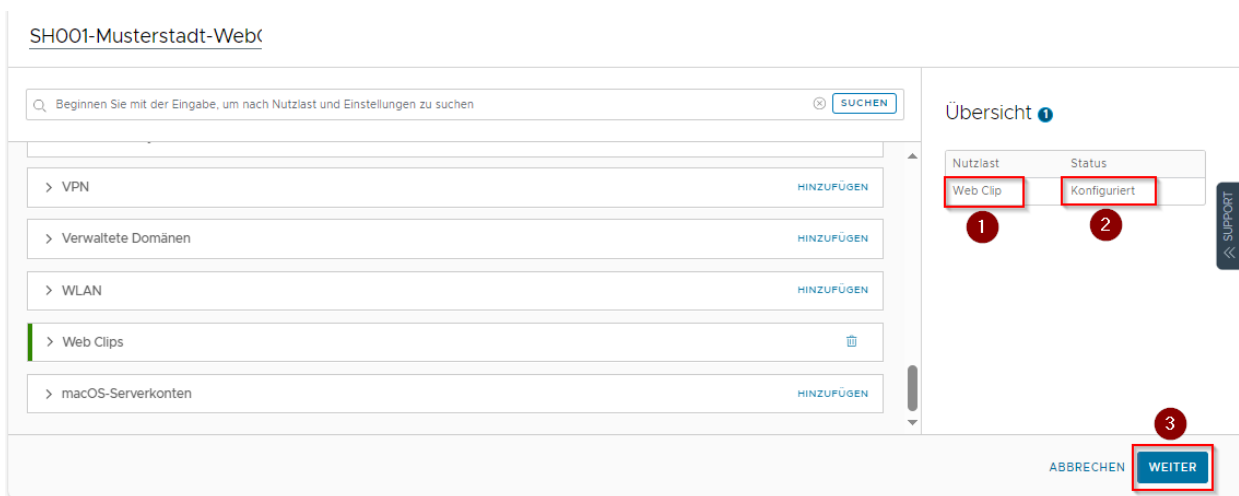 SH001-Musterstadt-Web
Beginnen Sie mit der Eingabe, um nach Nutzlast und Einstellungen zu suchen
SUCHEN
VPN
HINZUFÜGEN
Verwaltete Domänen
HINZUFÜGEN
WLAN
HINZUFÜGEN
Web Clips
macOS-Serverkonten
HINZUFÜGEN
Übersicht 1
Nutzlast Status
Web Clip Konfiguriert
1 2
SUPPORT
3
ABBRECHEN WEITER